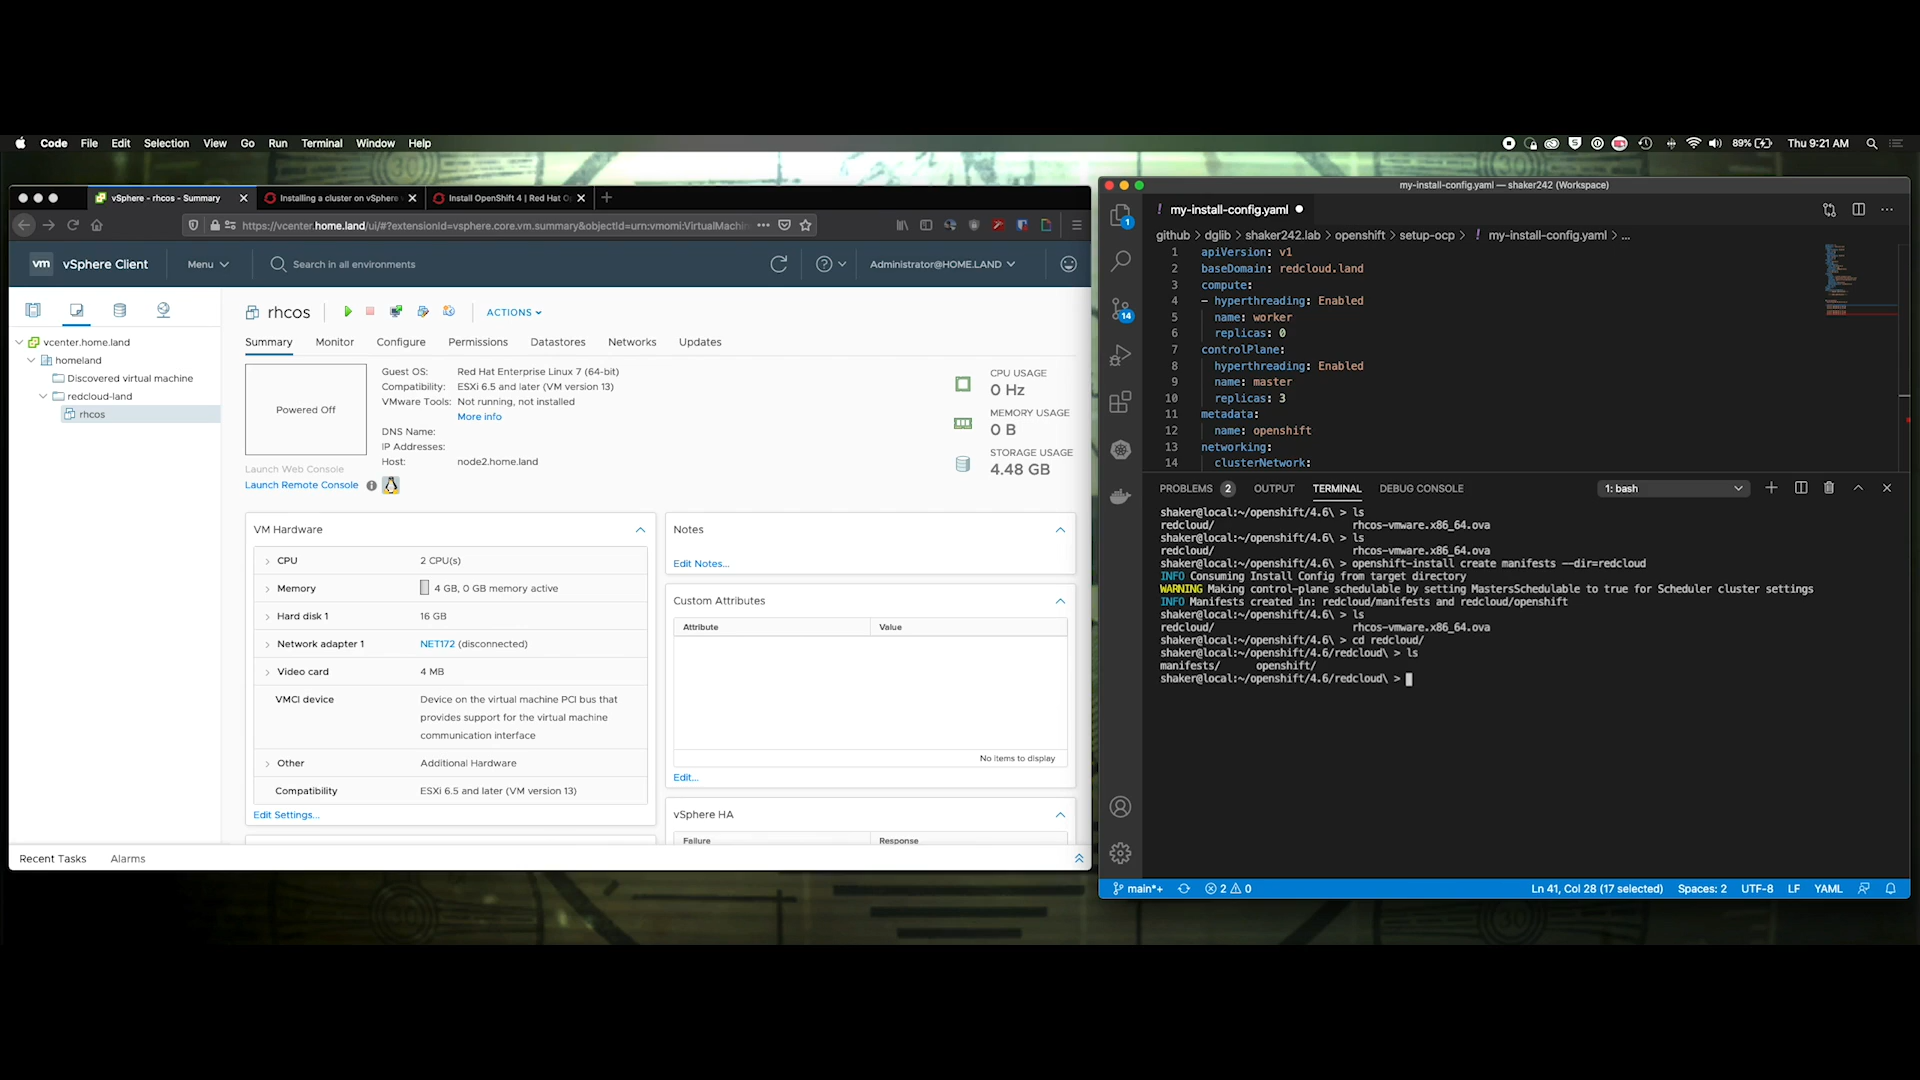 Code File Edit Selection View Go Run Terminal Window Help
89% Thu 9:21 AM
vSphere - rhcos - Summary
Installing a cluster on vSphere
Install OpenShift 4 | Red Hat O
https://vcenter.home.land/ui/#?extensionId=vsphere.core.vm.summary&objectId=urn:vmomi:VirtualMachin
vm vSphere Client Menu Search in all environments Administrator@HOME.LAND
vcenter.home.land
homeland
Discovered virtual machine
redcloud-land
rhcos
rhcos ACTIONS
Summary Monitor Configure Permissions Datastores Networks Updates
Powered Off
Launch Web Console
Launch Remote Console
Guest OS: Red Hat Enterprise Linux 7 (64-bit)
Compatibility: ESXi 6.5 and later (VM version 13)
VMware Tools: Not running, not installed
More info
DNS Name:
IP Addresses:
Host: node2.home.land
CPU USAGE
0 Hz
MEMORY USAGE
0 B
STORAGE USAGE
4.48 GB
VM Hardware
CPU 2 CPU(s)
Memory 4 GB, 0 GB memory active
Hard disk 1 16 GB
Network adapter 1 NET172 (disconnected)
Video card 4 MB
VMCI device Device on the virtual machine PCI bus that
provides support for the virtual machine
communication interface
Other Additional Hardware
Compatibility ESXi 6.5 and later (VM version 13)
Edit Settings...
Notes
Edit Notes...
Custom Attributes
Attribute Value
No items to display
Edit...
vSphere HA
Failure Response
Recent Tasks Alarms
my-install-config.yaml — shaker242 (Workspace)
1
14
! my-install-config.yaml
github > dglib > shaker242.lab > openshift > setup-ocp > ! my-install-config.yaml > ...
1 apiVersion: v1
2 baseDomain: redcloud.land
3 compute:
4 - hyperthreading: Enabled
5 name: worker
6 replicas: 0
7 controlPlane:
8 hyperthreading: Enabled
9 name: master
10 replicas: 3
11 metadata:
12 name: openshift
13 networking:
14 clusterNetwork:
PROBLEMS 2 OUTPUT TERMINAL DEBUG CONSOLE 1: bash
shaker@local:~/openshift/4.6\ > ls
redcloud/ rhcos-vmware.x86_64.ova
shaker@local:~/openshift/4.6\ > ls
redcloud/ rhcos-vmware.x86_64.ova
shaker@local:~/openshift/4.6\ > openshift-install create manifests --dir=redcloud
INFO Consuming Install Config from target directory
WARNING Making control-plane schedulable by setting MastersSchedulable to true for Scheduler cluster settings
INFO Manifests created in: redcloud/manifests and redcloud/openshift
shaker@local:~/openshift/4.6\ > ls
redcloud/ rhcos-vmware.x86_64.ova
shaker@local:~/openshift/4.6\ > cd redcloud/
shaker@local:~/openshift/4.6/redcloud\ > ls
manifests/ openshift/
shaker@local:~/openshift/4.6/redcloud\ >
main*+ 2 0 Ln 41, Col 28 (17 selected) Spaces: 2 UTF-8 LF YAML